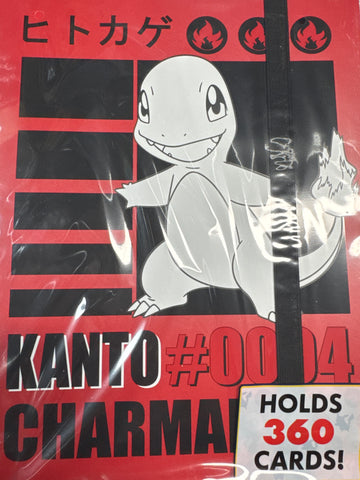 ヒトカゲ
KANTO #0004
CHARMAN
HOLDS
360
CARDS!